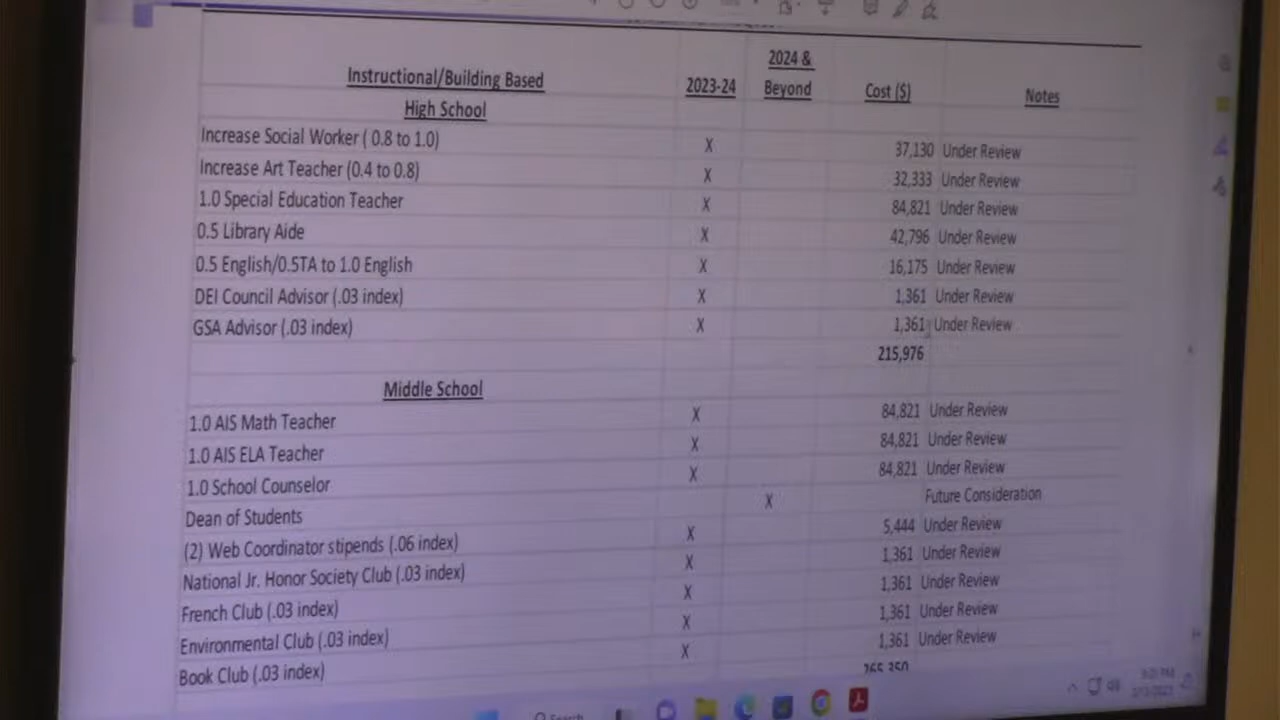 Instructional/Building Based 2023-24 2024 & Beyond Cost ($) Notes
High School
Increase Social Worker ( 0.8 to 1.0) X 37,130 Under Review
Increase Art Teacher (0.4 to 0.8) X 32,333 Under Review
1.0 Special Education Teacher X 84,821 Under Review
0.5 Library Aide X 42,796 Under Review
0.5 English/0.5TA to 1.0 English X 16,175 Under Review
DEI Council Advisor (.03 index) X 1,361 Under Review
GSA Advisor (.03 index) X 1,361 Under Review
215,976
Middle School
1.0 AIS Math Teacher X 84,821 Under Review
1.0 AIS ELA Teacher X 84,821 Under Review
1.0 School Counselor X 84,821 Under Review
Dean of Students X Future Consideration
(2) Web Coordinator stipends (.06 index) X 5,444 Under Review
National Jr. Honor Society Club (.03 index) X 1,361 Under Review
French Club (.03 index) X 1,361 Under Review
Environmental Club (.03 index) X 1,361 Under Review
Book Club (.03 index) X 1,361 Under Review
Search